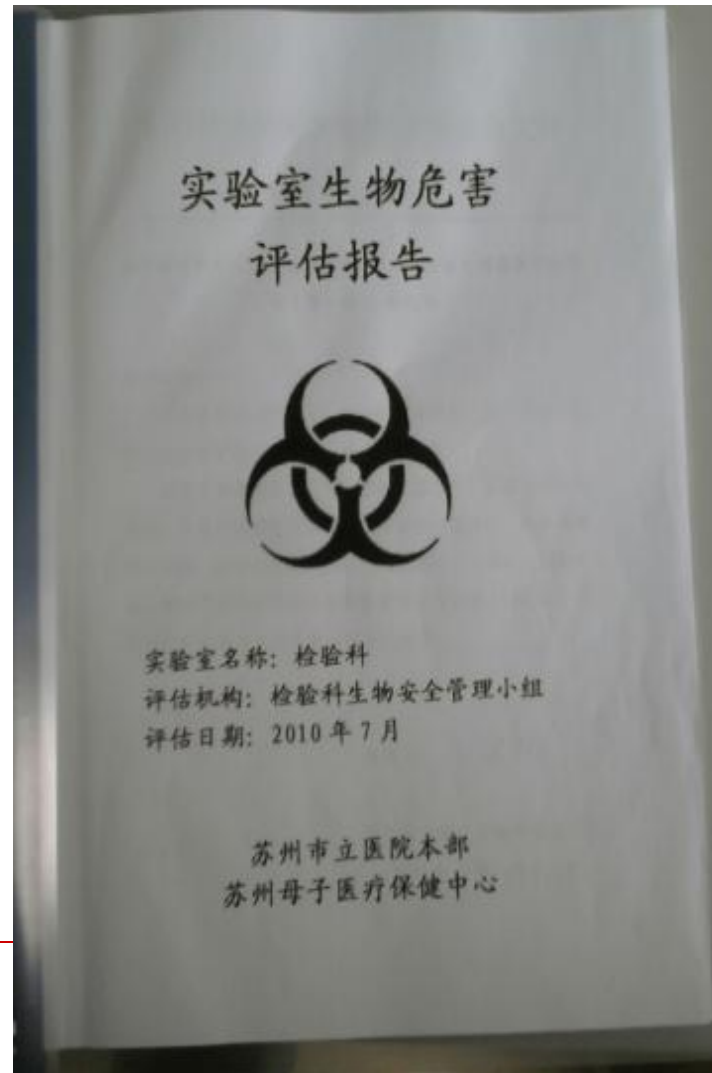 实验室生物危害
评估报告
实验室名称：检验科
评估机构：检验科生物安全管理小组
评估日期：2010年7月
苏州市立医院本部
苏州母子医疗保健中心